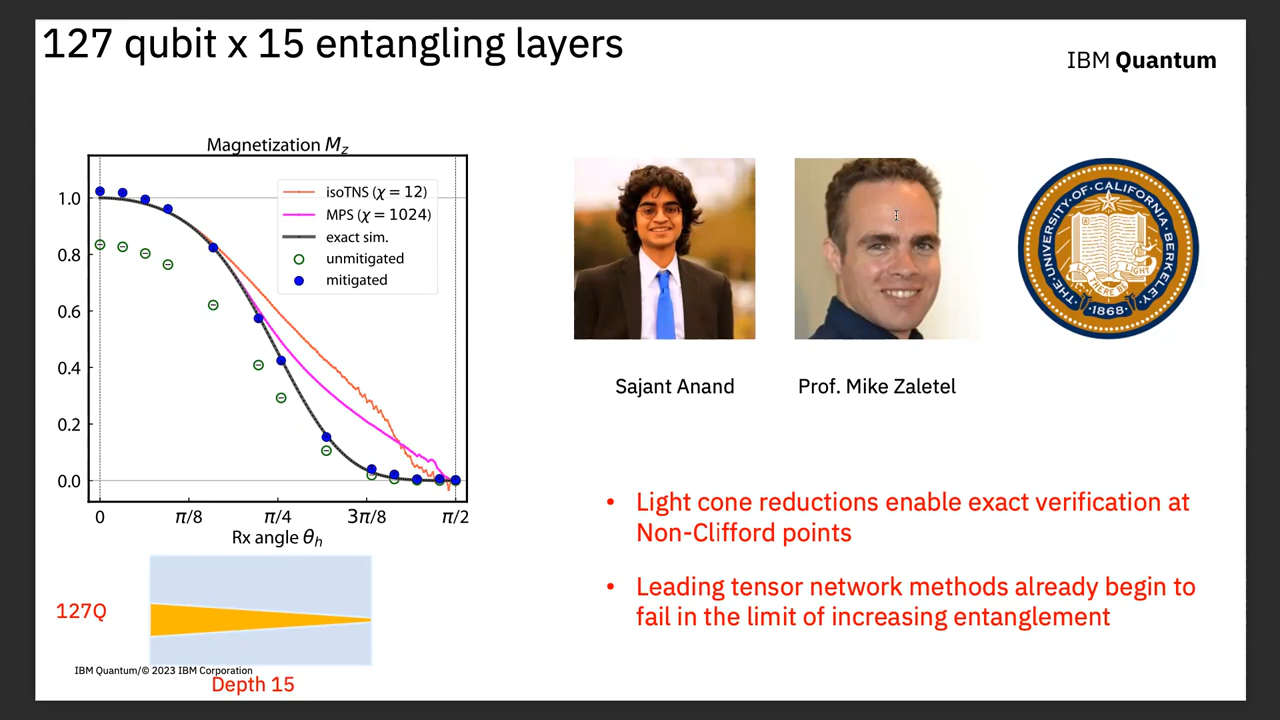 127 qubit x 15 entangling layers
IBM Quantum
Magnetization M_z
isoTNS (χ = 12)
MPS (χ = 1024)
exact sim.
unmitigated
mitigated
1.0
0.8
0.6
0.4
0.2
0.0
0 π/8 π/4 3π/8 π/2
Rx angle θ_h
127Q
IBM Quantum/© 2023 IBM Corporation
Depth 15
THE·UNIVERSITY·OF·CALIFORNIA·BERKELEY
LET THERE BE LIGHT
·1868·
Sajant Anand
Prof. Mike Zaletel
• Light cone reductions enable exact verification at
Non-Clifford points
• Leading tensor network methods already begin to
fail in the limit of increasing entanglement